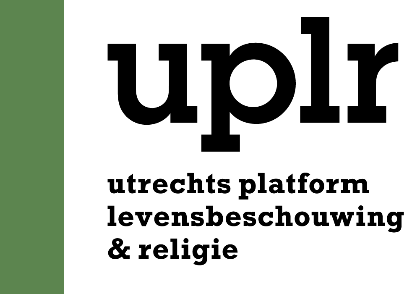 uplr
utrechts platform
levensbeschouwing
& religie